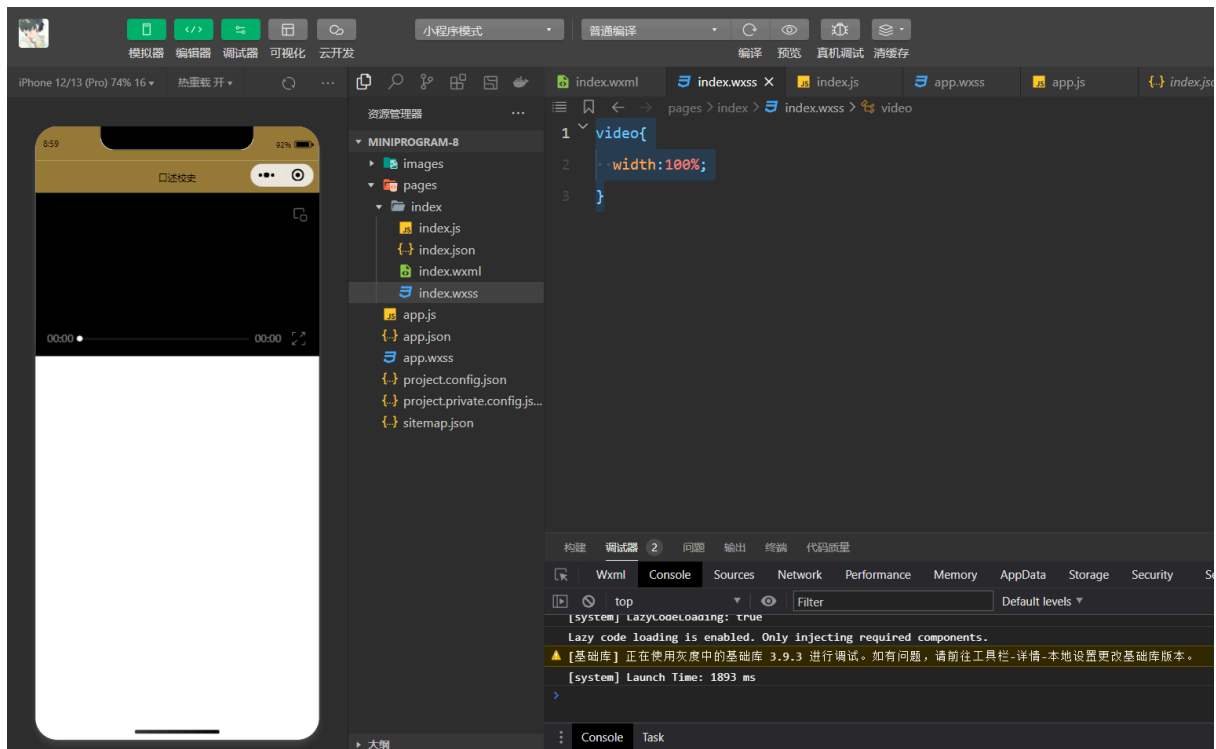 小程序模式 普通编译
模拟器 编辑器 调试器 可视化 云开发 编译 预览 真机调试 清缓存
iPhone 12/13 (Pro) 74% 16 热重载 开
8:59 92%
口述校史
00:00 00:00
资源管理器
MINIPROGRAM-8
images
pages
index
index.js
index.json
index.wxml
index.wxss
app.js
app.json
app.wxss
project.config.json
project.private.config.js...
sitemap.json
大纲
index.wxml index.wxss index.js app.wxss app.js index.jso
pages > index > index.wxss > video
1 video{
2 width:100%;
3 }
构建 调试器 2 问题 输出 终端 代码质量
Wxml Console Sources Network Performance Memory AppData Storage Security Se
top Filter Default levels
[system] LazyCodeLoading: true
Lazy code loading is enabled. Only injecting required components.
[基础库] 正在使用灰度中的基础库 3.9.3 进行调试。如有问题，请前往工具栏-详情-本地设置更改基础库版本。
[system] Launch Time: 1893 ms
Console Task